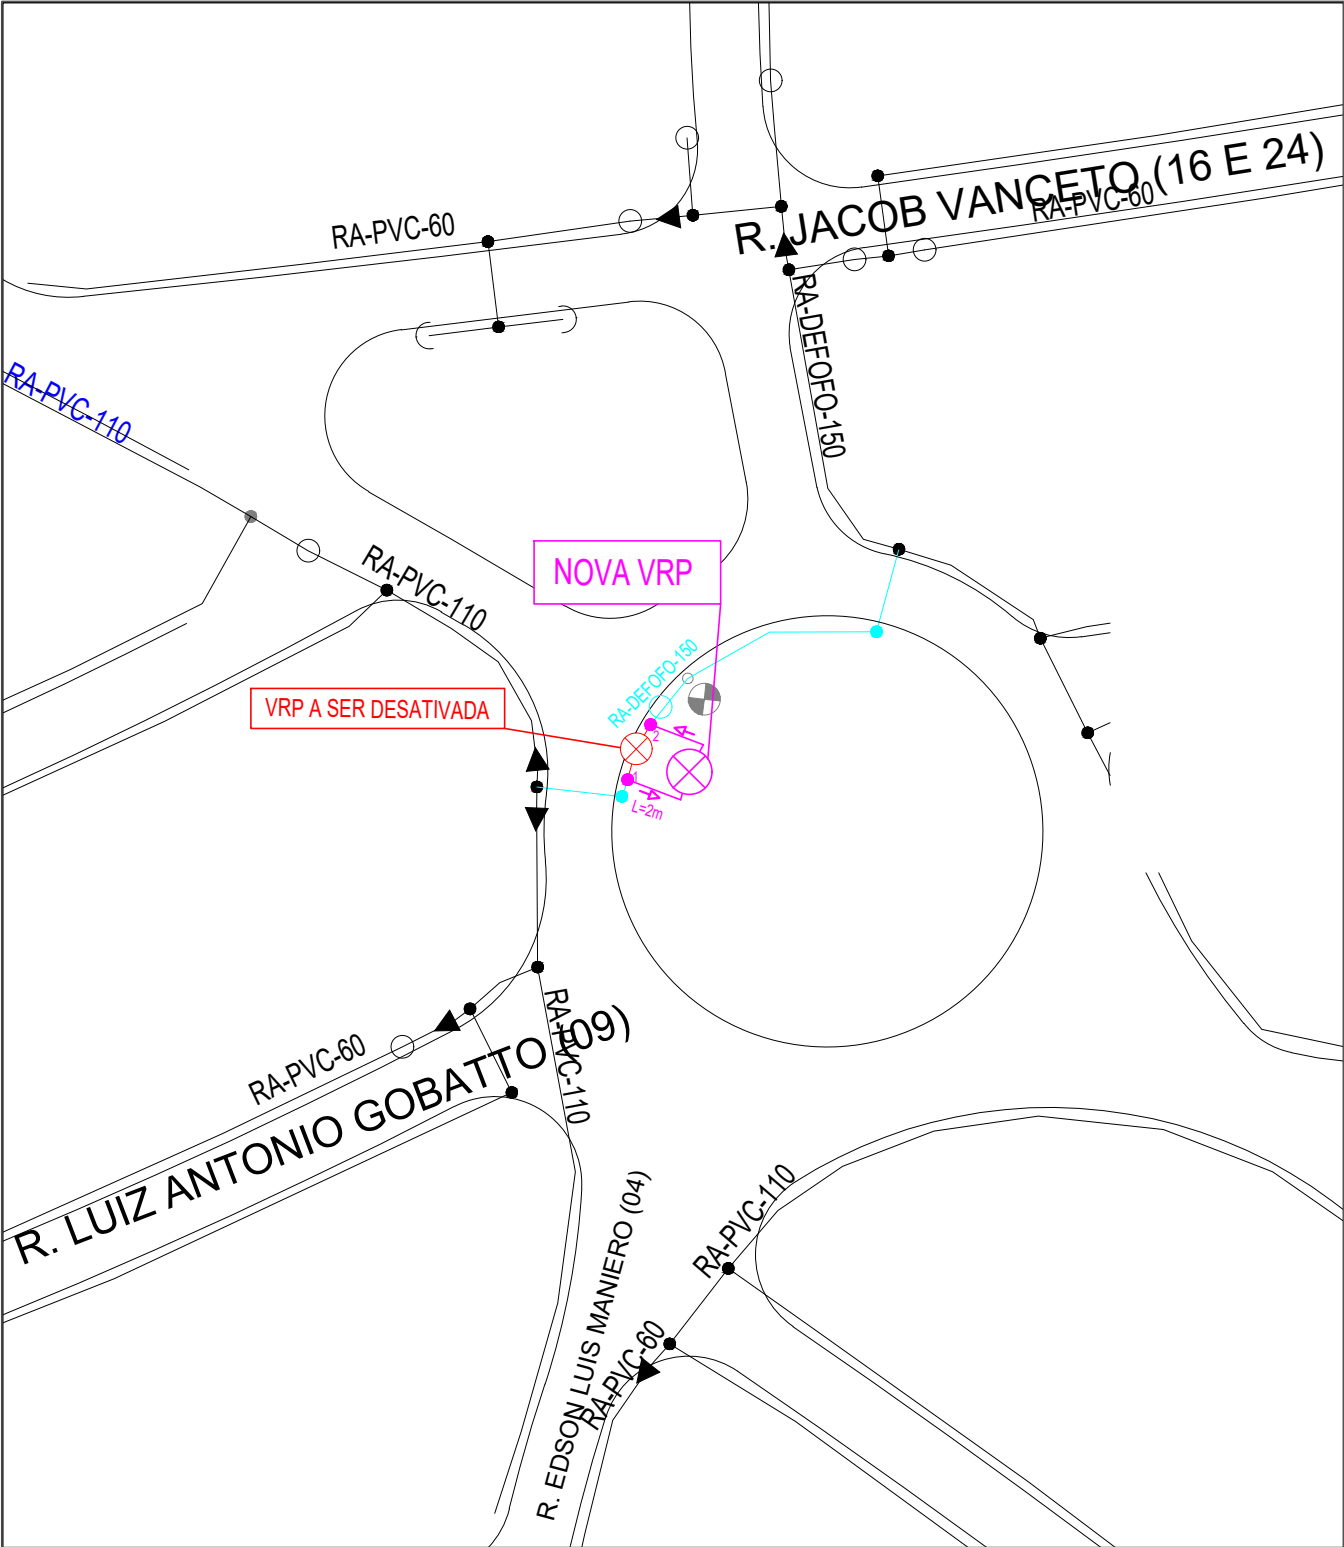 R. JACOB VANCETO (16 E 24)
RA-PVC-60
RA-PVC-60
RA-DEFOFO-150
RA-PVC-110
RA-PVC-110
NOVA VRP
RA-DEFOFO-150
VRP A SER DESATIVADA
2
1
L=2m
RA-PVC-110
RA-PVC-60
R. LUIZ ANTONIO GOBATTO (09)
RA-PVC-110
R. EDSON LUIS MANIERO (04)
RA-PVC-60